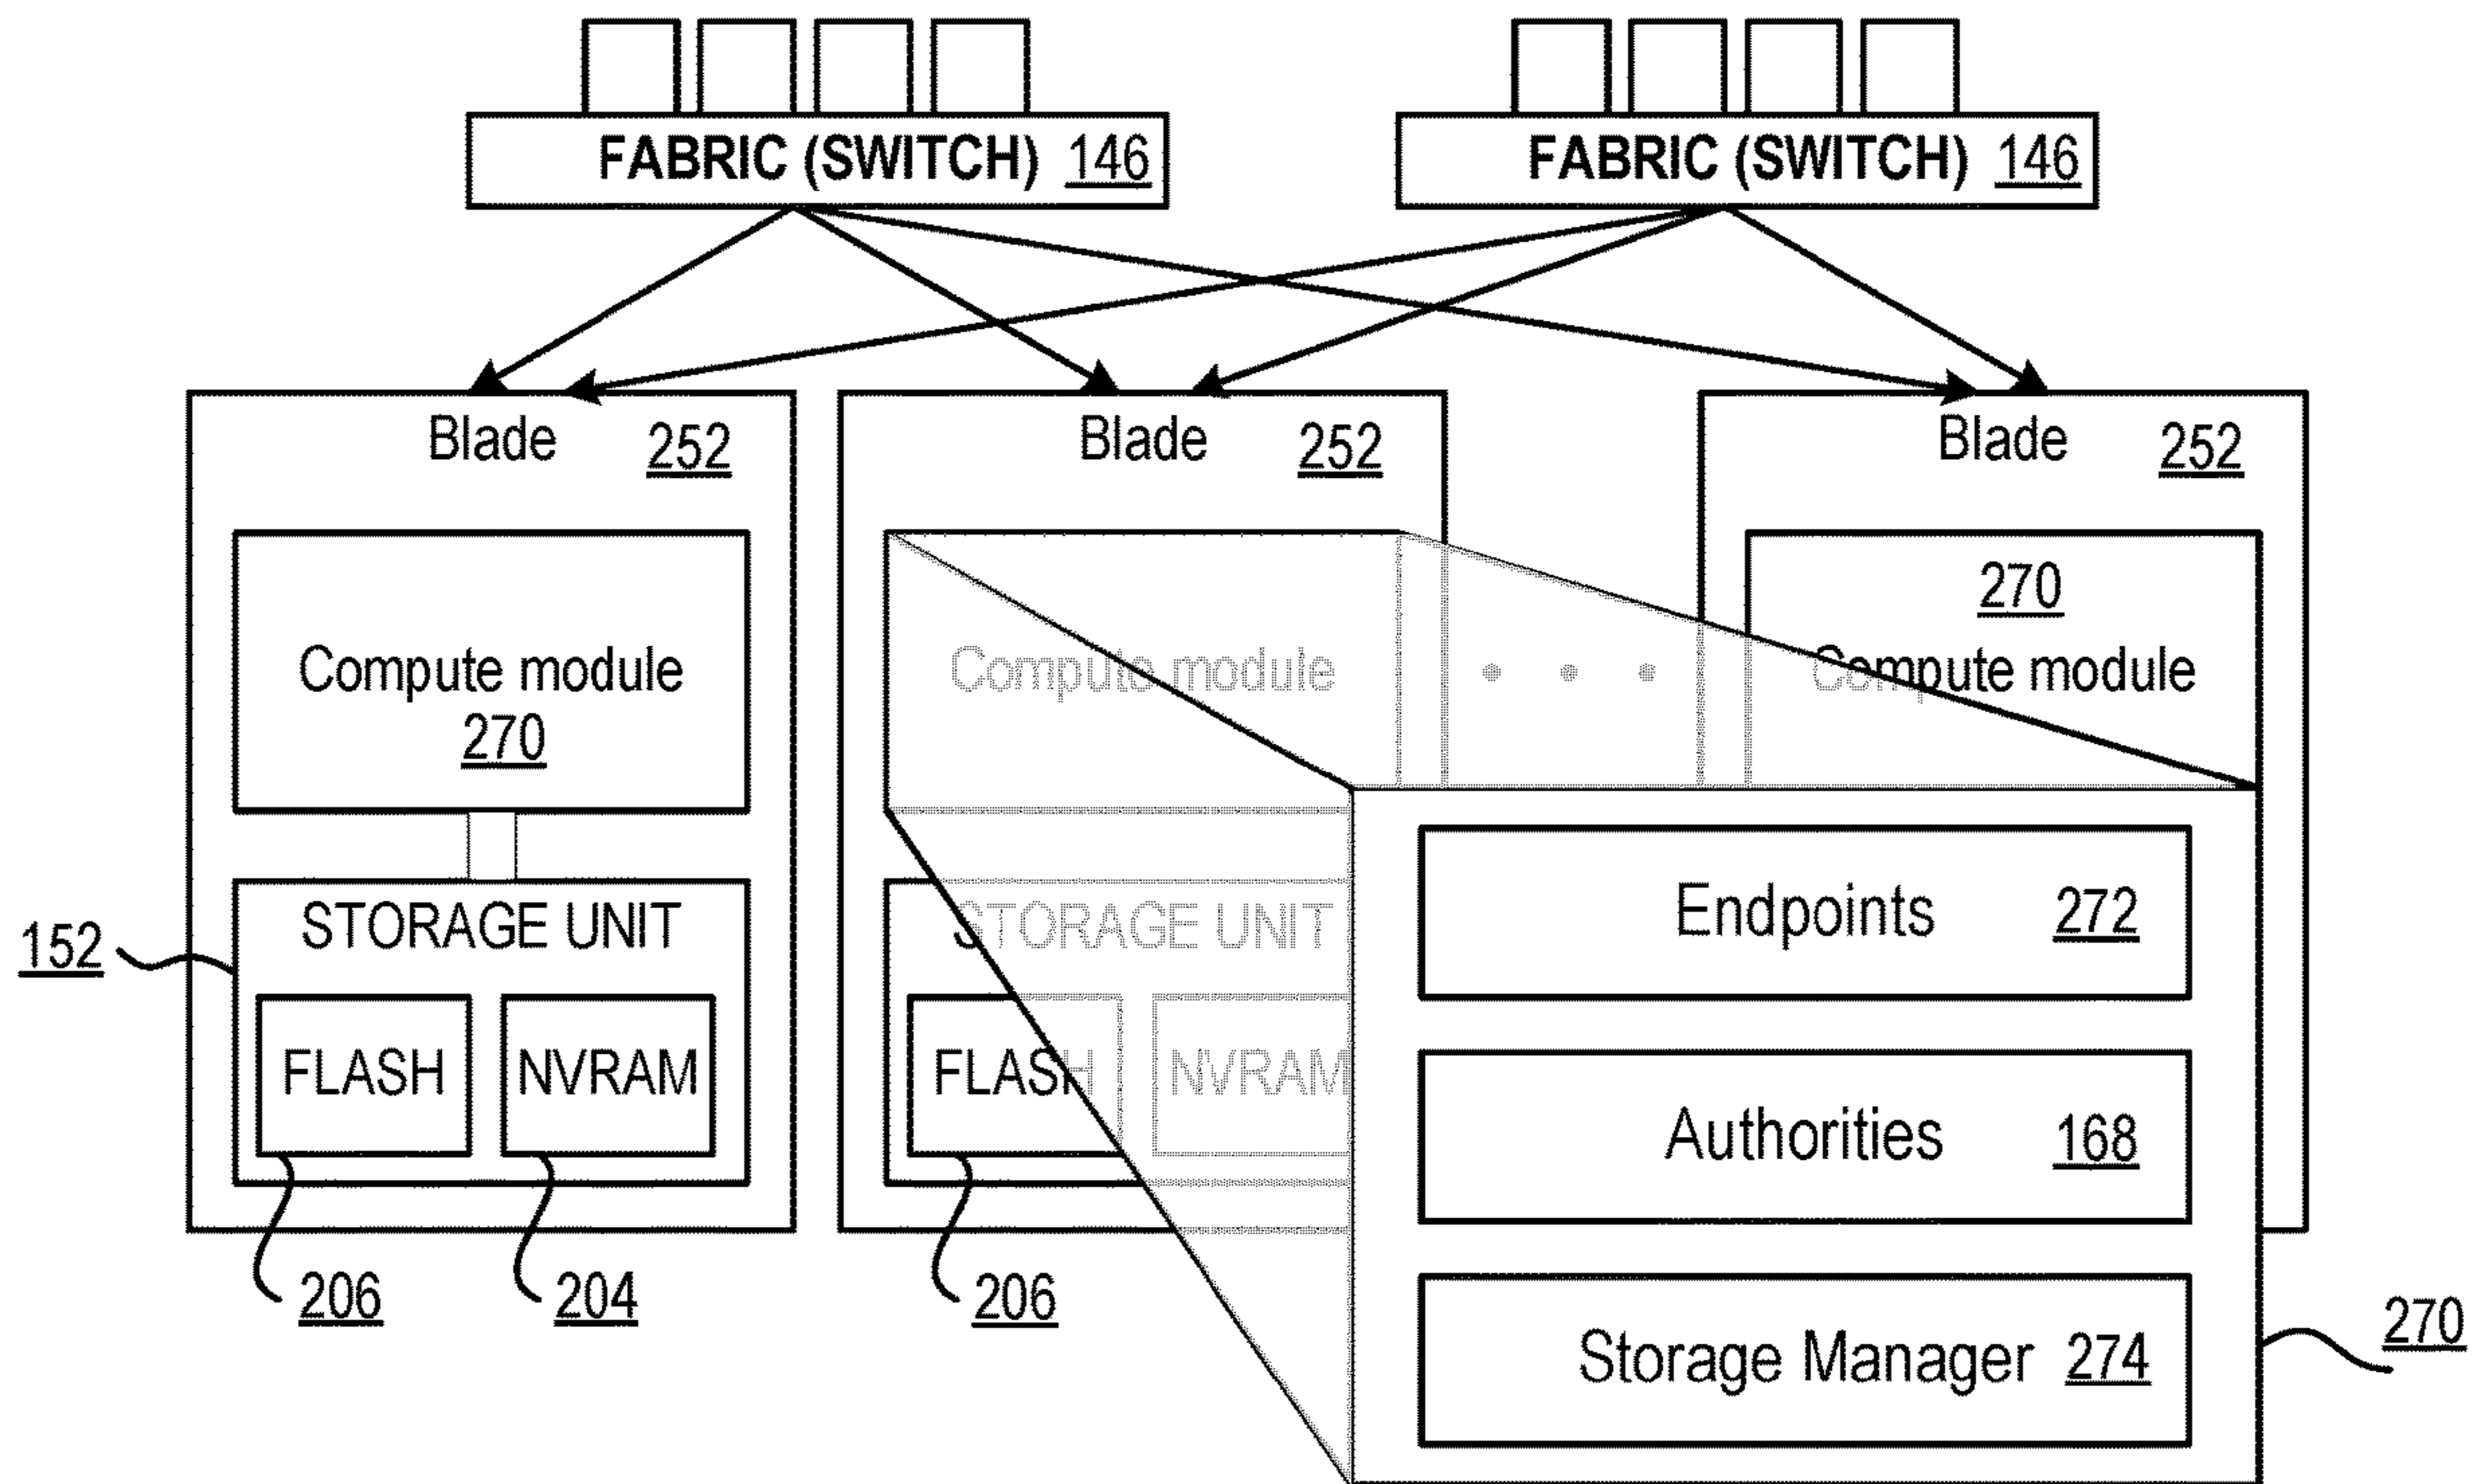 FABRIC (SWITCH) 146
FABRIC (SWITCH) 146
Blade 252
Blade 252
Blade 252
Compute module
270
Compute module
270
Compute module
152
STORAGE UNIT
FLASH
NVRAM
206
204
STORAGE UNIT
FLASH
NVRAM
206
Endpoints 272
Authorities 168
Storage Manager 274
270